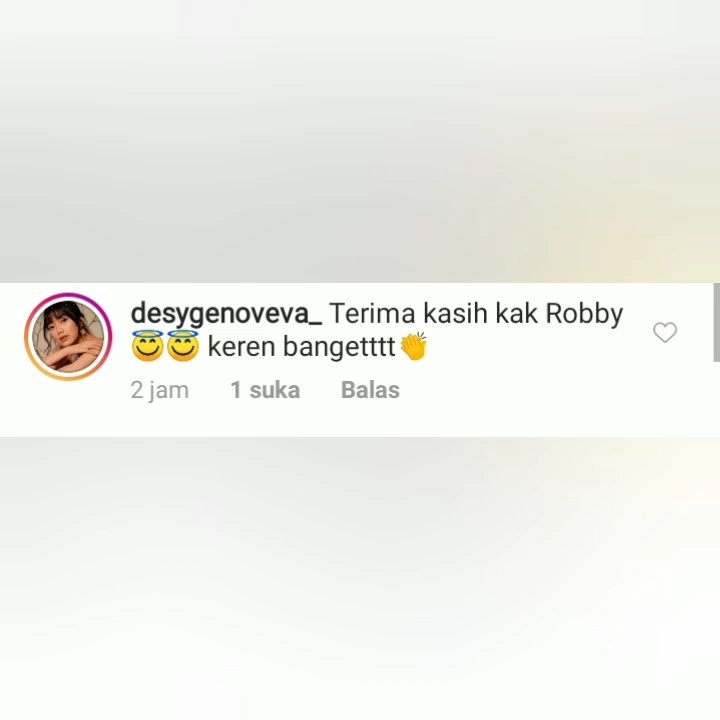 desygenoveva_ Terima kasih kak Robby
😇😇 keren bangetttt👏
2 jam 1 suka Balas